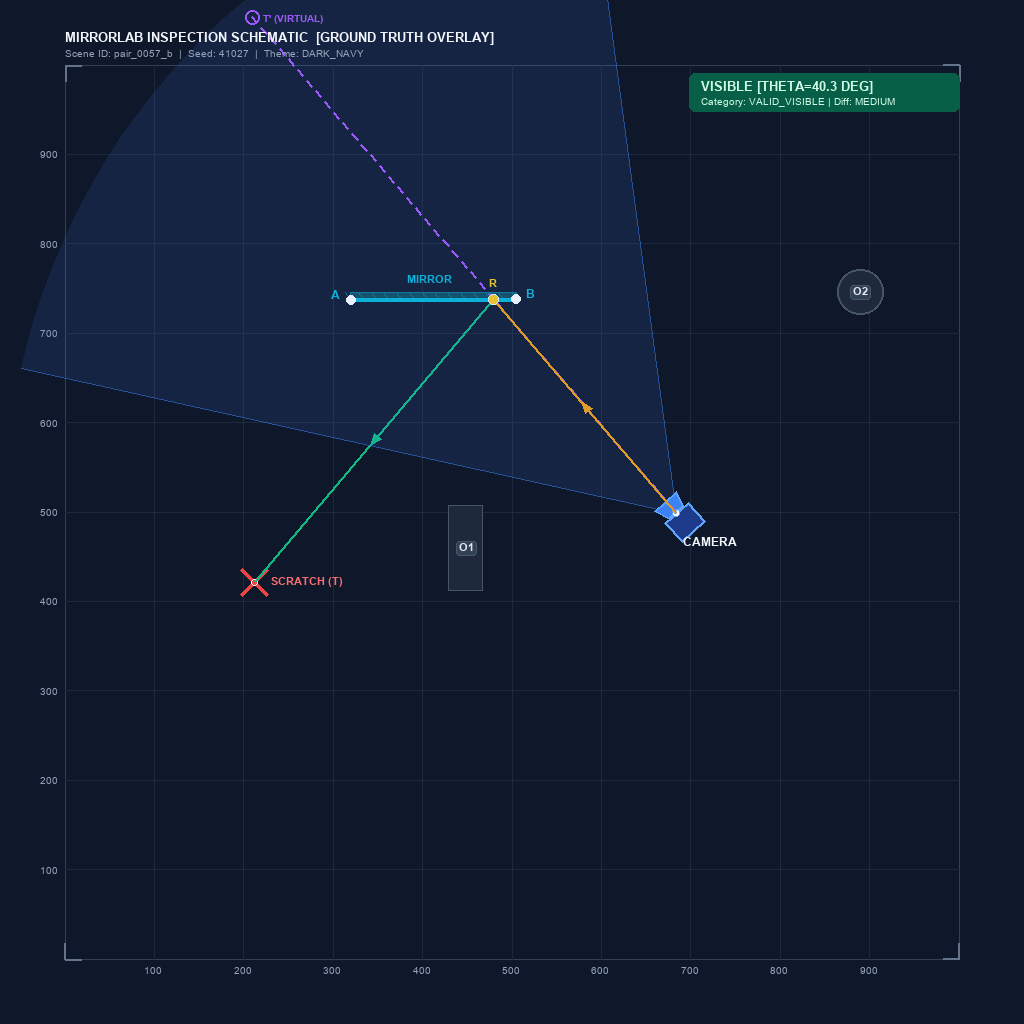 T' (VIRTUAL)
MIRRORLAB INSPECTION SCHEMATIC  [GROUND TRUTH OVERLAY]
Scene ID: pair_0057_b  |  Seed: 41027  |  Theme: DARK_NAVY
VISIBLE [THETA=40.3 DEG]
Category: VALID_VISIBLE | Diff: MEDIUM
900
800
MIRROR
R
A
B
O2
700
600
500
CAMERA
O1
SCRATCH (T)
400
300
200
100
100 200 300 400 500 600 700 800 900